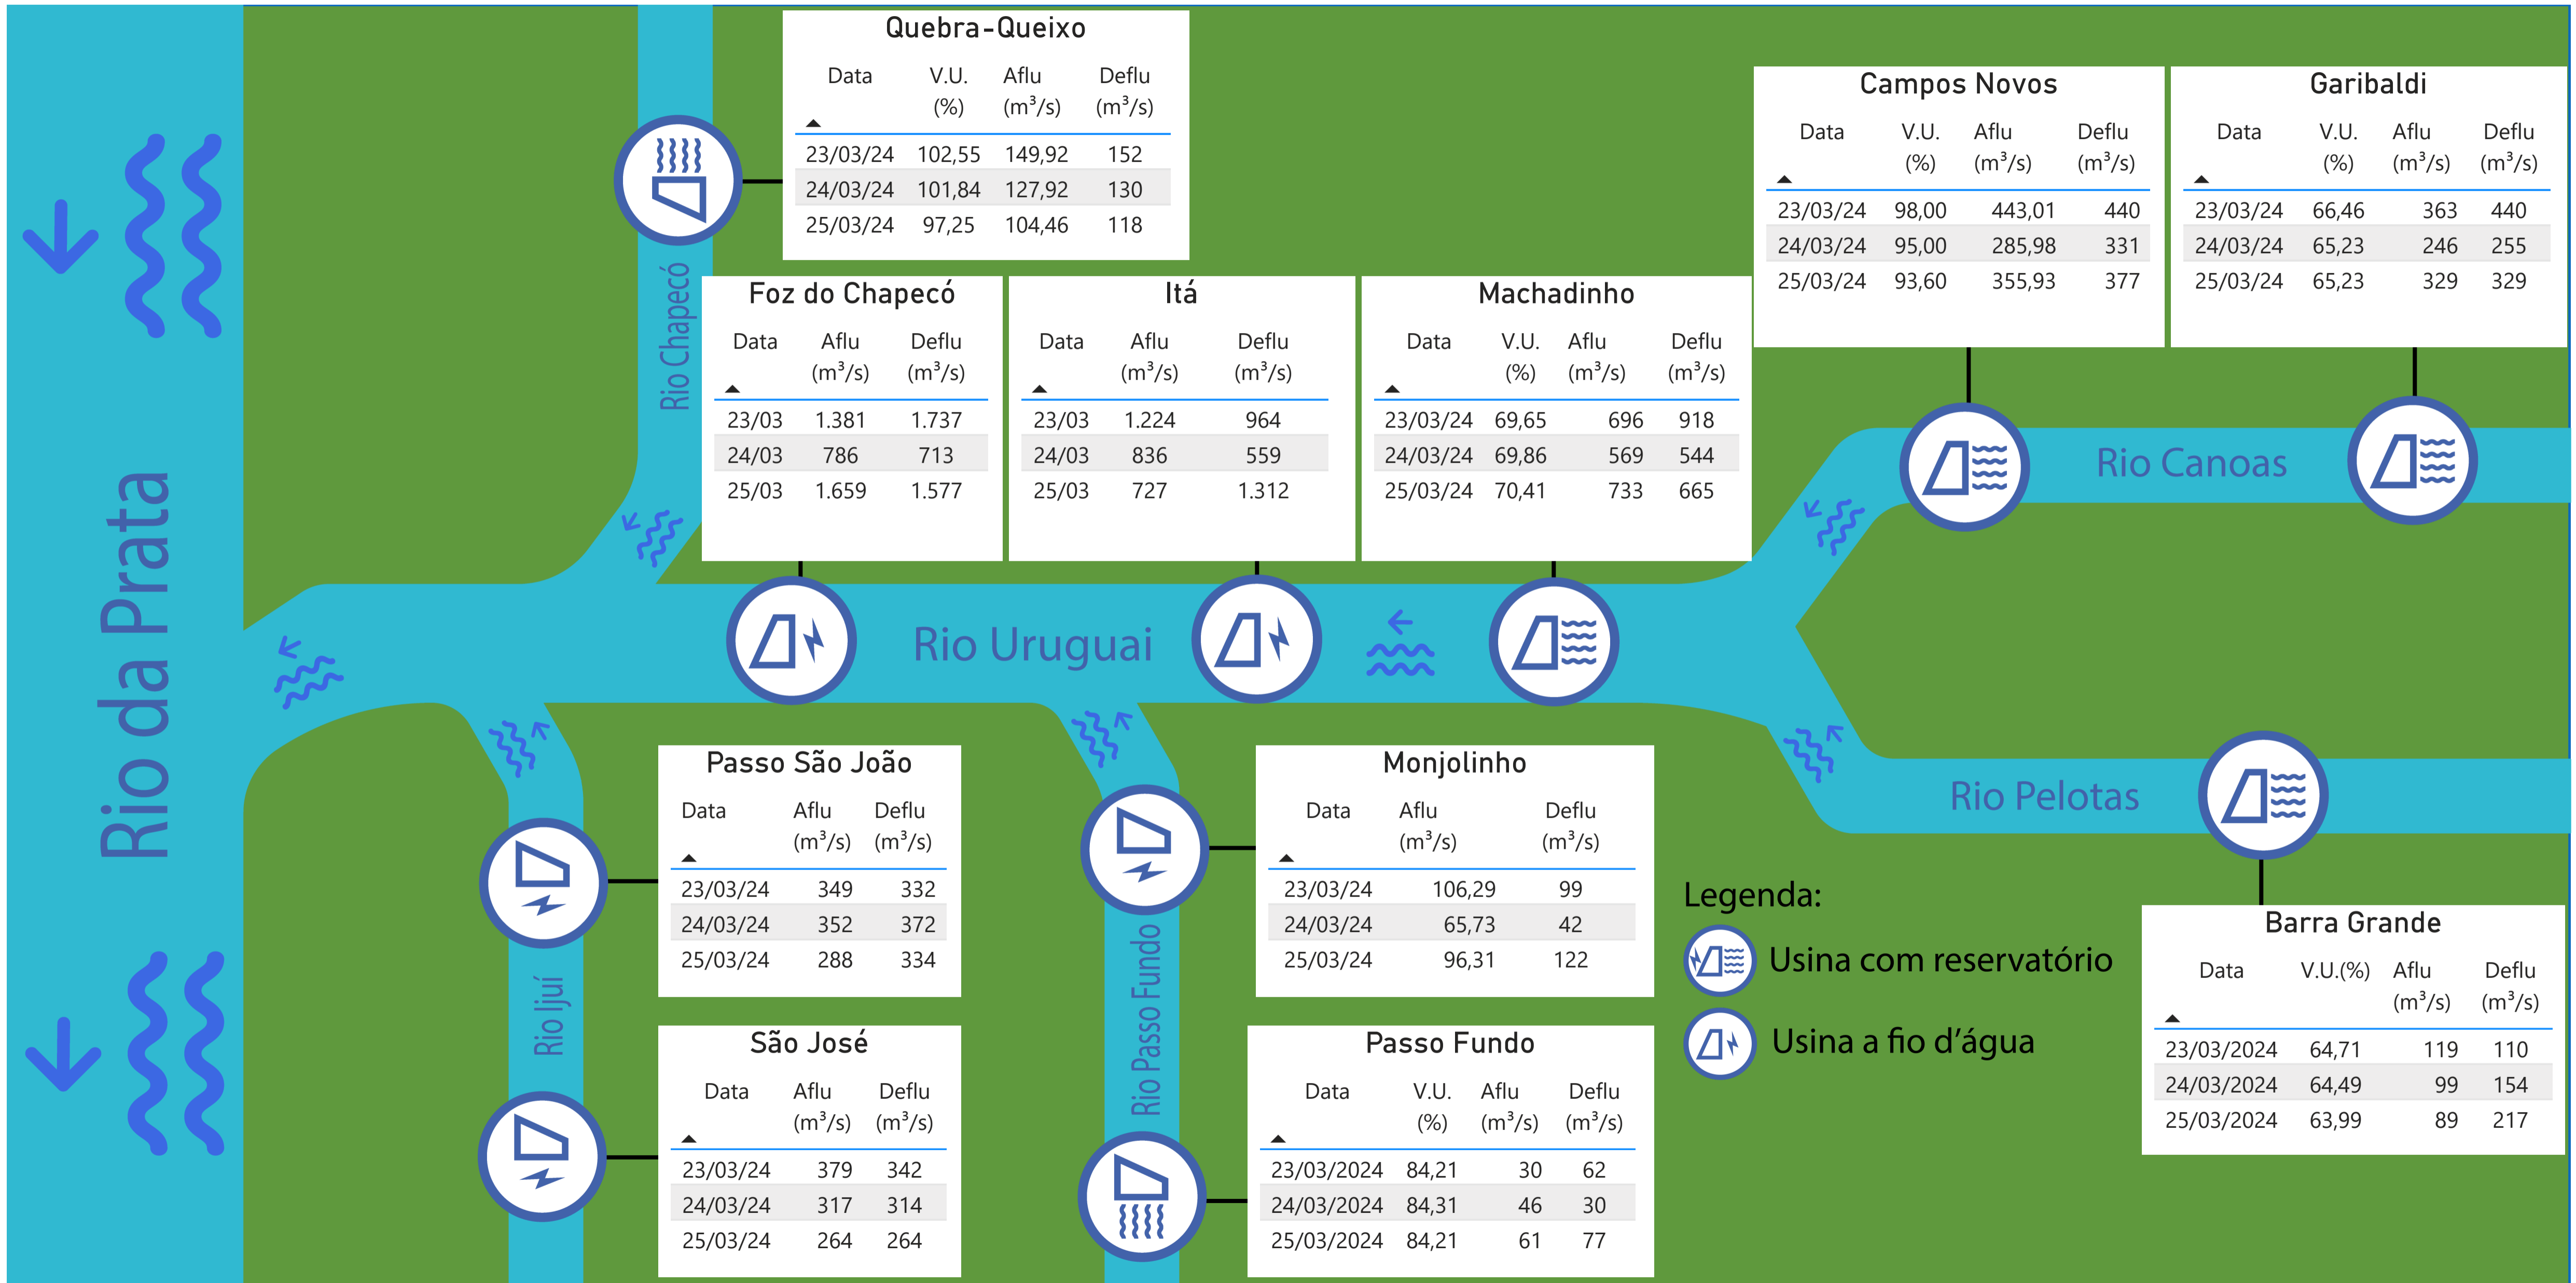 Quebra-Queixo
Data V.U. (%) Aflu (m³/s) Deflu (m³/s)
23/03/24 102,55 149,92 152
24/03/24 101,84 127,92 130
25/03/24 97,25 104,46 118
Campos Novos
Data V.U. (%) Aflu (m³/s) Deflu (m³/s)
23/03/24 98,00 443,01 440
24/03/24 95,00 285,98 331
25/03/24 93,60 355,93 377
Garibaldi
Data V.U. (%) Aflu (m³/s) Deflu (m³/s)
23/03/24 66,46 363 440
24/03/24 65,23 246 255
25/03/24 65,23 329 329
Rio Chapecó
Foz do Chapecó
Data Aflu (m³/s) Deflu (m³/s)
23/03 1.381 1.737
24/03 786 713
25/03 1.659 1.577
Itá
Data Aflu (m³/s) Deflu (m³/s)
23/03 1.224 964
24/03 836 559
25/03 727 1.312
Machadinho
Data V.U. (%) Aflu (m³/s) Deflu (m³/s)
23/03/24 69,65 696 918
24/03/24 69,86 569 544
25/03/24 70,41 733 665
Rio Canoas
Rio da Prata
Rio Uruguai
Rio Pelotas
Passo São João
Data Aflu (m³/s) Deflu (m³/s)
23/03/24 349 332
24/03/24 352 372
25/03/24 288 334
Monjolinho
Data Aflu (m³/s) Deflu (m³/s)
23/03/24 106,29 99
24/03/24 65,73 42
25/03/24 96,31 122
Legenda:
Usina com reservatório
Usina a fio d’água
Barra Grande
Data V.U.(%) Aflu (m³/s) Deflu (m³/s)
23/03/2024 64,71 119 110
24/03/2024 64,49 99 154
25/03/2024 63,99 89 217
Rio Ijuí
São José
Data Aflu (m³/s) Deflu (m³/s)
23/03/24 379 342
24/03/24 317 314
25/03/24 264 264
Rio Passo Fundo
Passo Fundo
Data V.U. (%) Aflu (m³/s) Deflu (m³/s)
23/03/2024 84,21 30 62
24/03/2024 84,31 46 30
25/03/2024 84,21 61 77